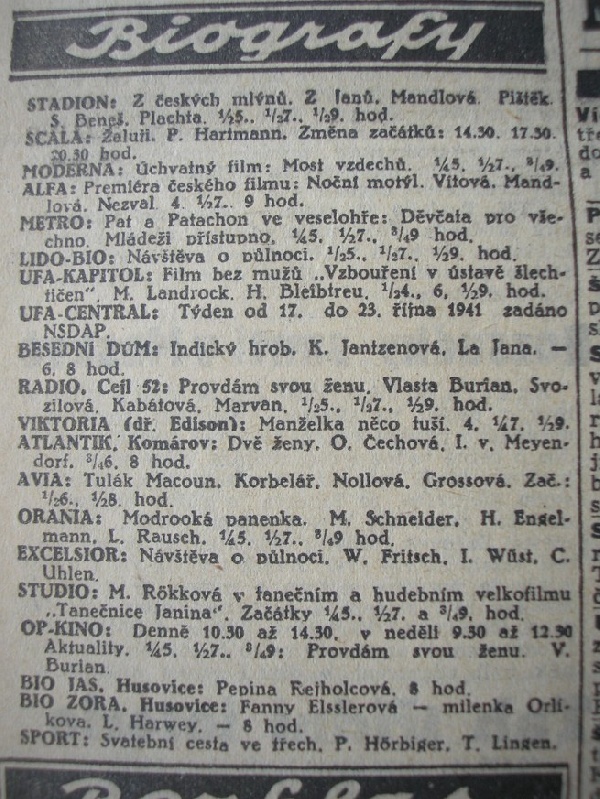 Biografy
STADION: Z českých mlýnů. Z Janů, Mandlová. Pištěk.
S. Beneš, Plachta. ½5., ½7., ½9. hod.
SCALA: Žaluji. P. Hartmann. Změna začátků: 14.30, 17.30,
20.30 hod.
MODERNA: Úchvatný film: Most vzdechů. ¼5. ½7., ¾9.
ALFA: Premiéra českého filmu: Noční motýl. Vítová, Mand-
lová, Nezval. 4. ½7. 9 hod.
METRO: Pat a Patachon ve veselohře: Děvčata pro vše-
chno. Mládeži přístupno. ¼5. ½7., ¾9 hod.
LIDO-BIO: Návštěva o půlnoci. ½5., ½7., ½9. hod.
UFA-KAPITOL: Film bez mužů „Vzbouření v ústavě šlech-
tičen". M. Landrock, H. Bleibtreu, ½4., 6, ½9. hod.
UFA-CENTRAL: Týden od 17. do 23. října 1941 zadáno
NSDAP.
BESEDNÍ DŮM: Indický hrob. K. Jantzenová, La Jana. —
6, 8 hod.
RADIO, Cejl 52: Provdám svou ženu. Vlasta Burian, Svo-
zilová, Kabátová, Marvan. ½5., ½7., ½9. hod.
VIKTORIA (dř. Edison): Manželka něco tuší. 4. ¼7. ½9.
ATLANTIK, Komárov: Dvě ženy. O. Čechová, I. v. Meyen-
dorf. ¾6, 8 hod.
AVIA: Tulák Macoun. Korbelář, Nollová, Grossová. Zač.:
½6., ½8. hod.
ORANIA: Modrooká panenka. M. Schneider, H. Engel-
mann, L. Rausch. ¼5. ½7., ¾9 hod.
EXCELSIOR: Návštěva o půlnoci. W. Fritsch, I. Wüst, C.
Uhlen.
STUDIO: M. Rökková v tanečním a hudebním velkofilmu
„Tanečnice Janina". Začátky ¼5., ½7. a ¾9. hod.
OP-KINO: Denně 10.30 až 14.30, v neděli 9.30 až 12.30
Aktuality. ¼5, ½7., ¾9: Provdám svou ženu. V.
Burian.
BIO JAS, Husovice: Pepina Rejholcová. 8 hod.
BIO ZORA, Husovice: Fanny Elsslerová — milenka Orlí-
kova. L. Harwey. — 8 hod.
SPORT: Svatební cesta ve třech. P. Hörbiger, T. Lingen.